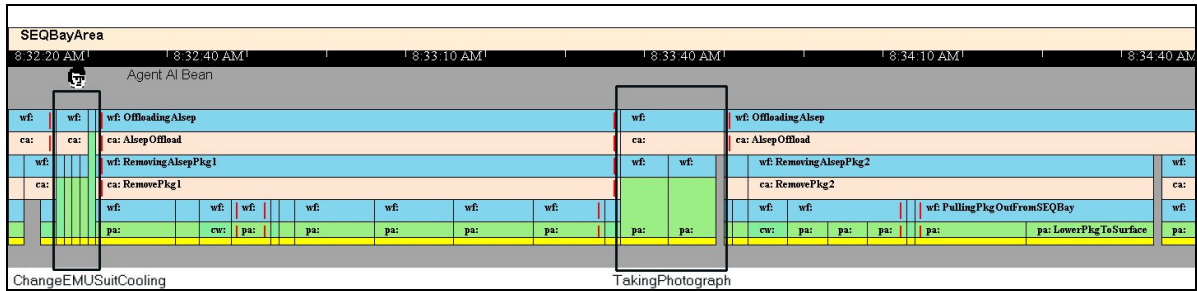 SEQBayArea
8:32:20 AM 8:32:40 AM 8:33:10 AM 8:33:40 AM 8:34:10 AM 8:34:40 AM
Agent Al Bean
wf: wf: wf: OffloadingAlsep wf: wf: OffloadingAlsep
ca: ca: ca: AlsepOffload ca: ca: AlsepOffload
wf: wf: RemovingAlsepPkg1 wf: wf: wf: RemovingAlsepPkg2 wf:
ca: ca: RemovePkg1 ca: RemovePkg2 ca:
wf: wf: wf: wf: wf: wf: wf: wf: wf: wf: PullingPkgOutFromSEQBay wf:
pa: cw: pa: pa: pa: pa: pa: pa: pa: cw: pa: pa: pa: pa: pa: LowerPkgToSurface pa:
ChangeEMUSuitCooling TakingPhotograph